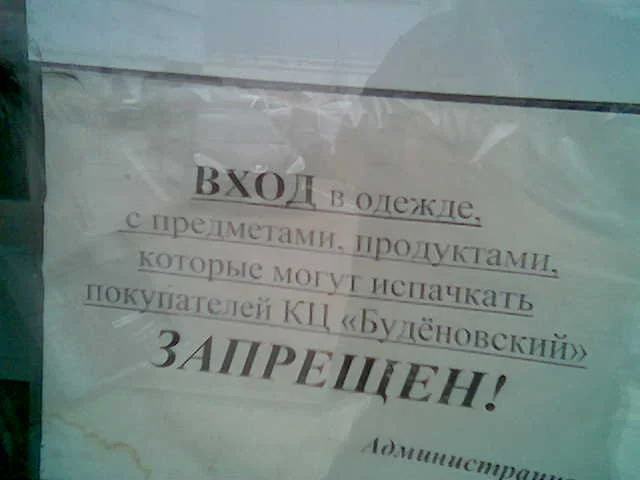 ВХОД в одежде,
с предметами, продуктами,
которые могут испачкать
покупателей КЦ «Будёновский»
ЗАПРЕЩЕН!